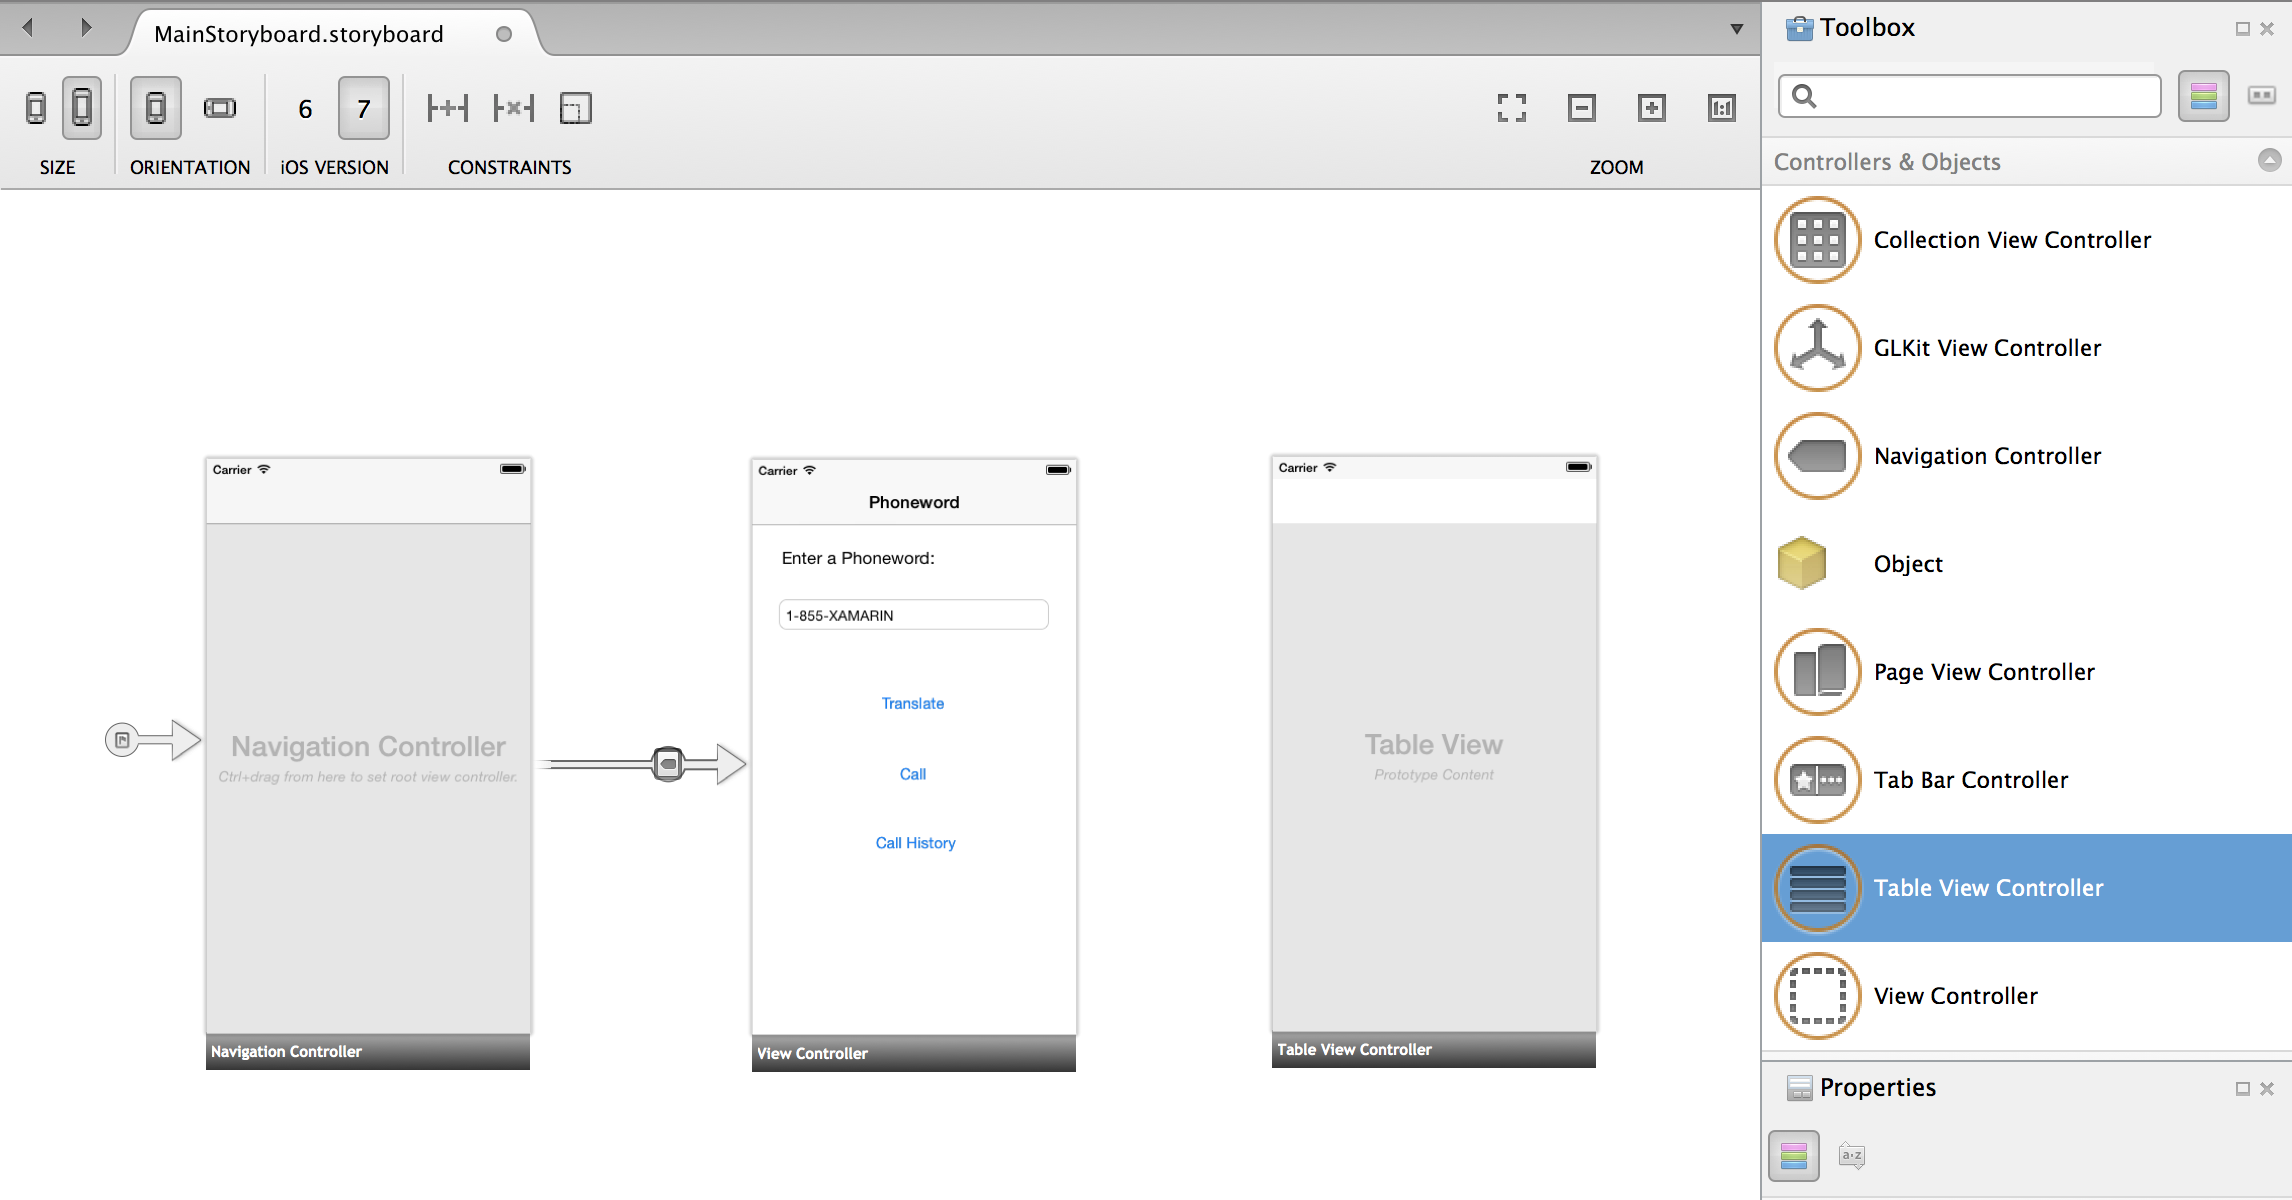 MainStoryboard.storyboard
SIZE
ORIENTATION
6
7
iOS VERSION
CONSTRAINTS
1:1
ZOOM
Carrier
Navigation Controller
Ctrl+drag from here to set root view controller.
Navigation Controller
Carrier
Phoneword
Enter a Phoneword:
1-855-XAMARIN
Translate
Call
Call History
View Controller
Carrier
Table View
Prototype Content
Table View Controller
Toolbox
Controllers & Objects
Collection View Controller
GLKit View Controller
Navigation Controller
Object
Page View Controller
Tab Bar Controller
Table View Controller
View Controller
Properties
a-z